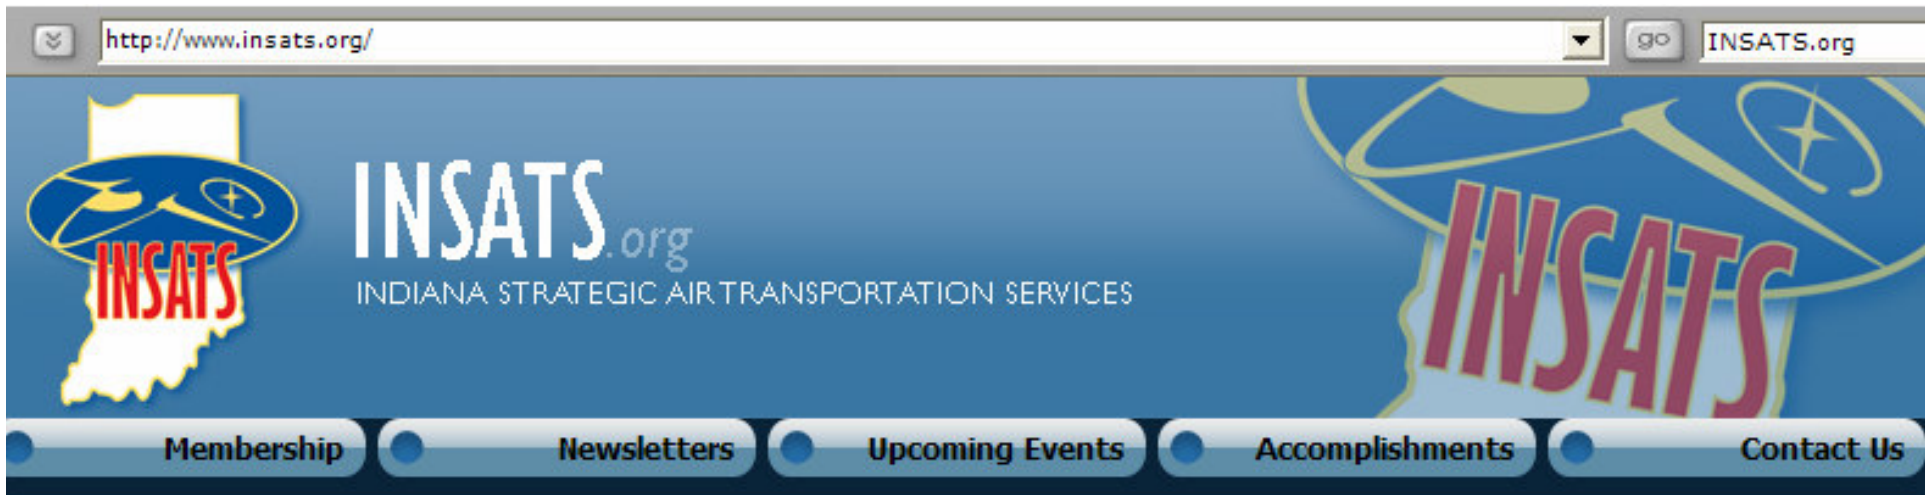 http://www.insats.org/ go INSATS.org
INSATS
INSATS.org
INDIANA STRATEGIC AIR TRANSPORTATION SERVICES
INSATS
Membership Newsletters Upcoming Events Accomplishments Contact Us